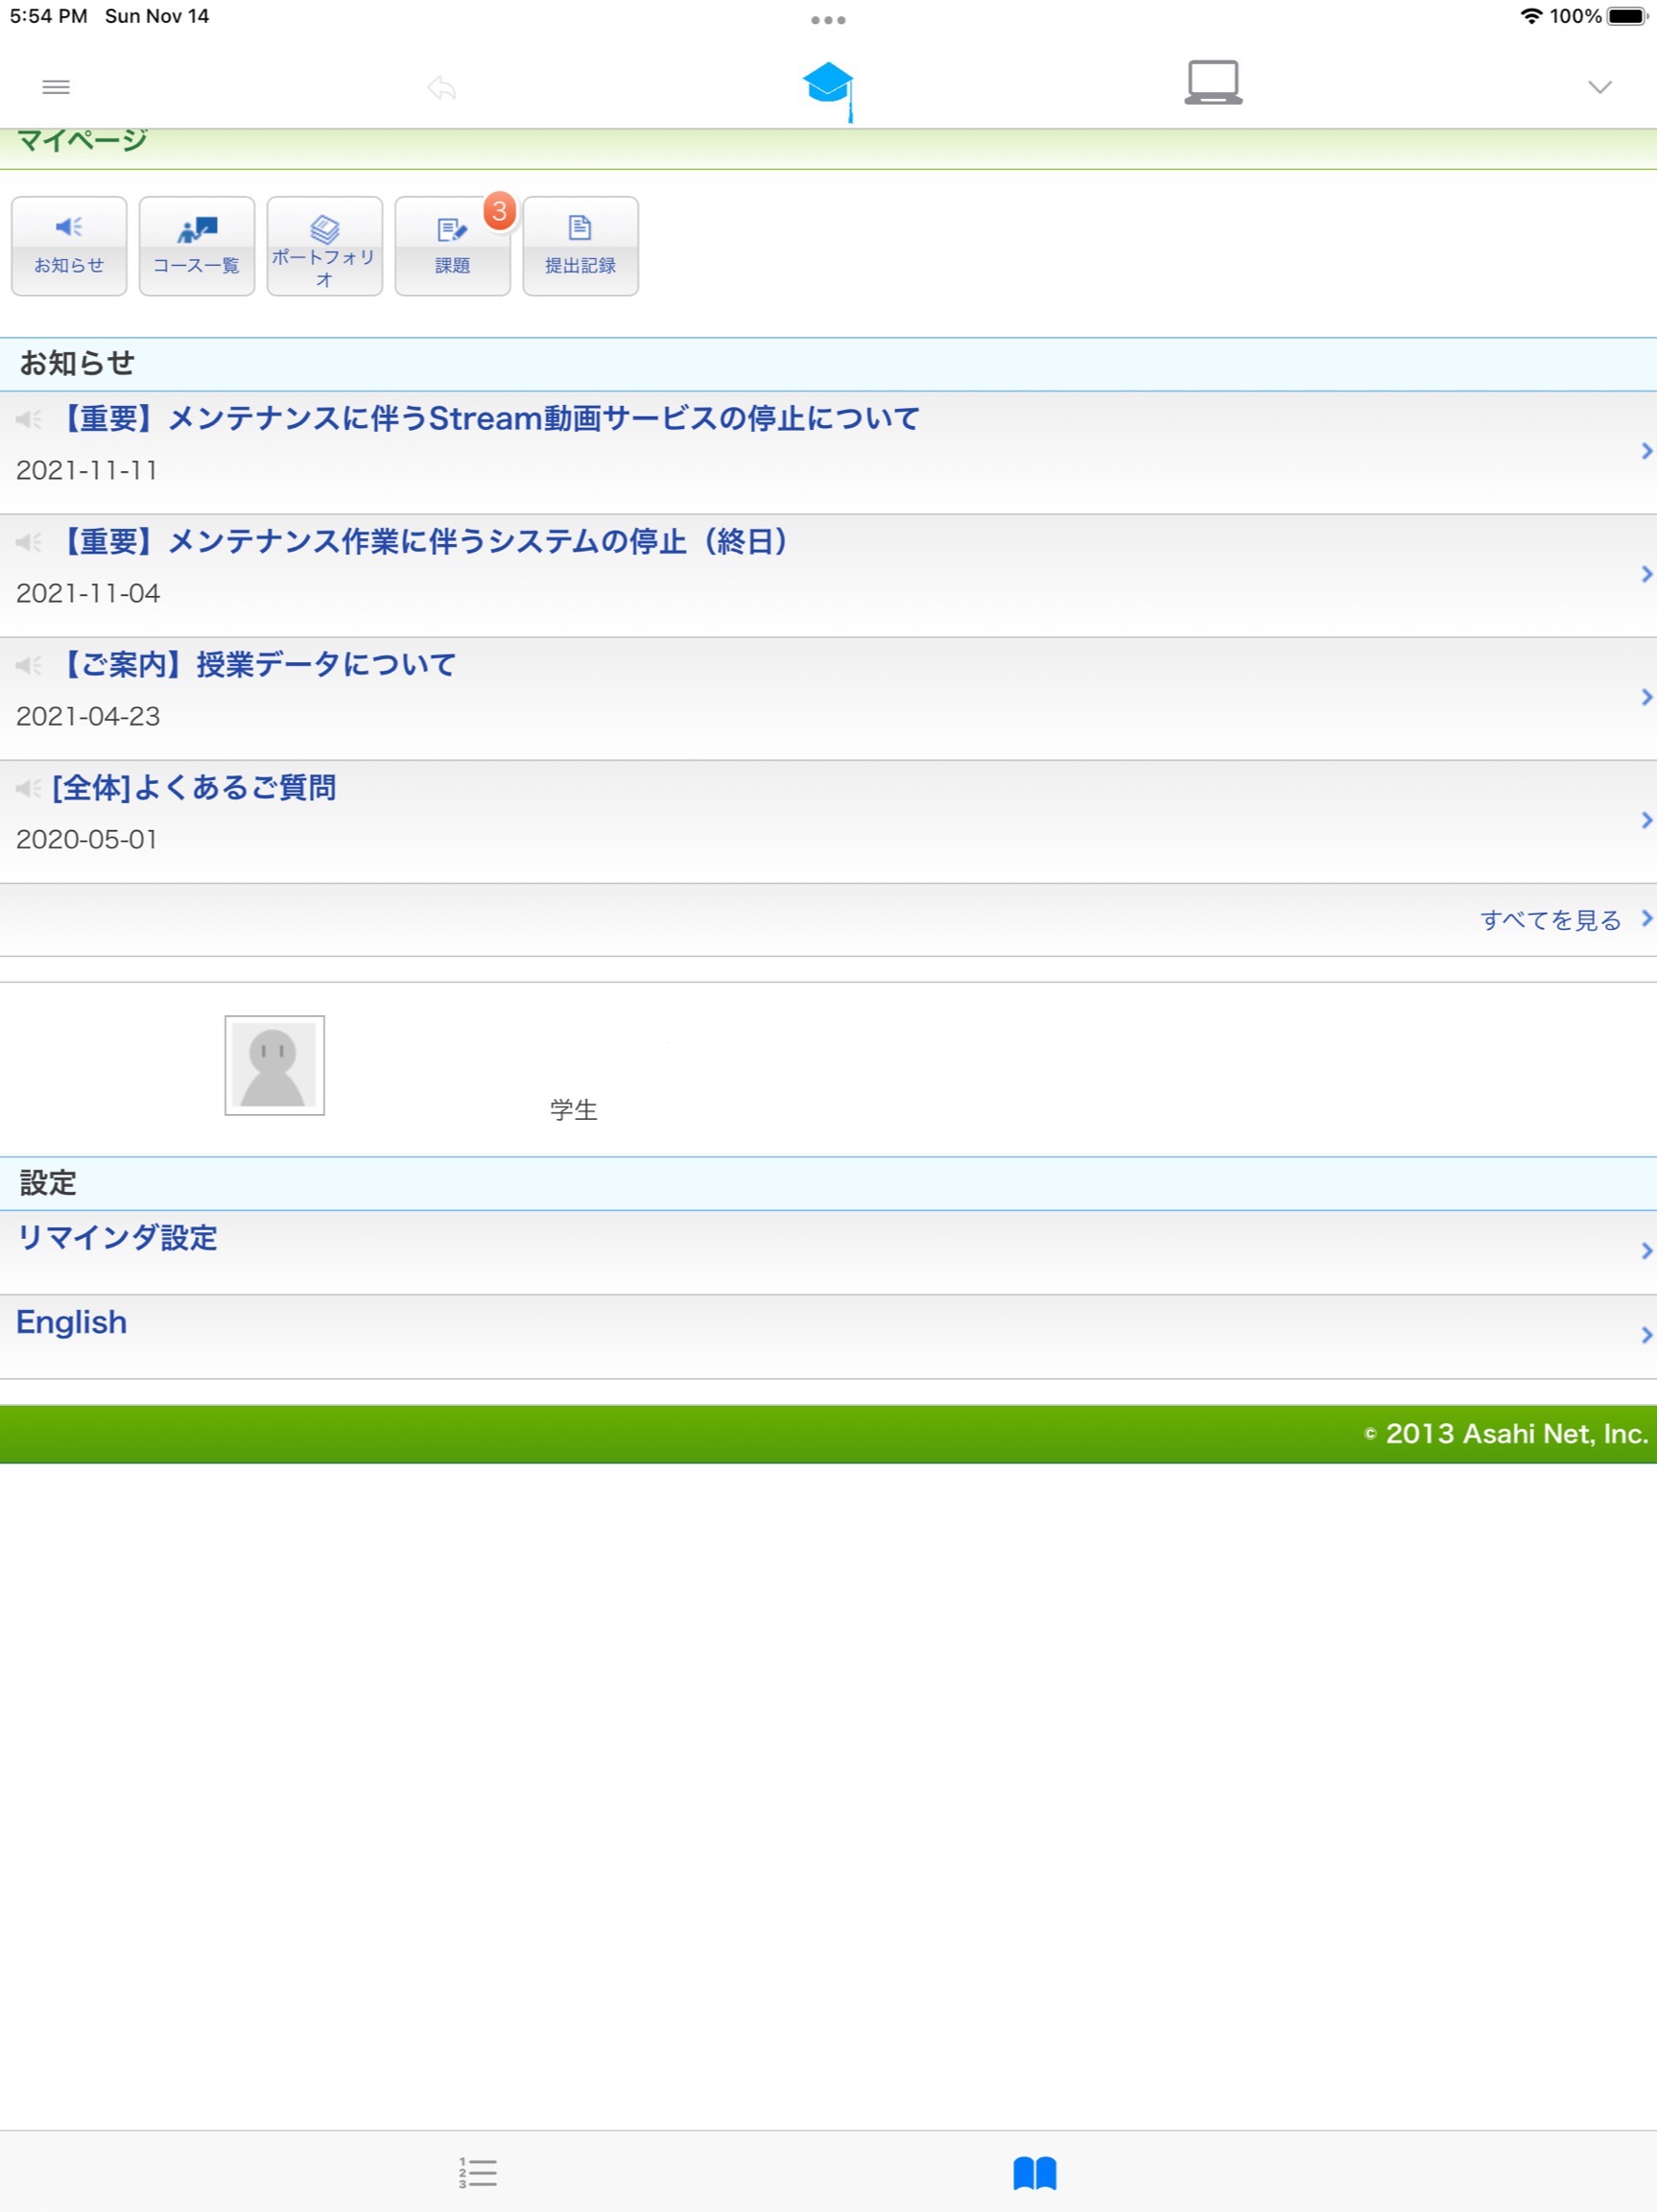 5:54 PM Sun Nov 14
100%
マイページ
お知らせ
コース一覧
ポートフォリ
オ
課題
3
提出記録
お知らせ
【重要】メンテナンスに伴うStream動画サービスの停止について
2021-11-11
【重要】メンテナンス作業に伴うシステムの停止（終日）
2021-11-04
【ご案内】授業データについて
2021-04-23
[全体]よくあるご質問
2020-05-01
すべてを見る
学生
設定
リマインダ設定
English
© 2013 Asahi Net, Inc.